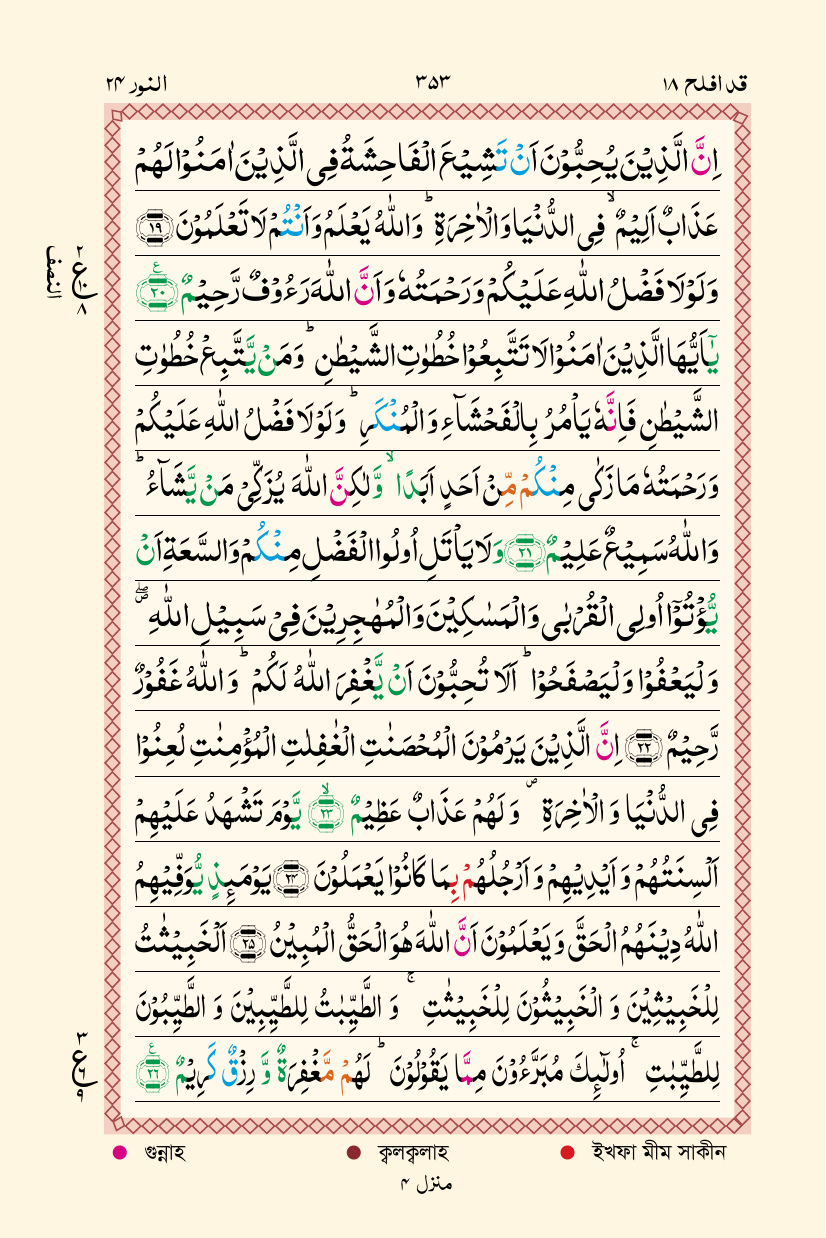 قد افلح ١٨ ٣٥٣ النور ٢٤
اِنَّ الَّذِيْنَ يُحِبُّوْنَ اَنْ تَشِيْعَ الْفَاحِشَةُ فِى الَّذِيْنَ اٰمَنُوْا لَهُمْ
عَذَابٌ اَلِيْمٌ ۙ فِى الدُّنْيَا وَالْاٰخِرَةِ ؕ وَاللّٰهُ يَعْلَمُ وَاَنْتُمْ لَا تَعْلَمُوْنَ ﴿١٩﴾
وَلَوْلَا فَضْلُ اللّٰهِ عَلَيْكُمْ وَرَحْمَتُهٗ وَاَنَّ اللّٰهَ رَءُوْفٌ رَّحِيْمٌ ﴿٢٠﴾ ع
٢ ع ١٠ ٨
النصف
يٰۤاَيُّهَا الَّذِيْنَ اٰمَنُوْا لَا تَتَّبِعُوْا خُطُوٰتِ الشَّيْطٰنِ ؕ وَمَنْ يَّتَّبِعْ خُطُوٰتِ
الشَّيْطٰنِ فَاِنَّهٗ يَاْمُرُ بِالْفَحْشَآءِ وَالْمُنْكَرِ ؕ وَلَوْلَا فَضْلُ اللّٰهِ عَلَيْكُمْ
وَرَحْمَتُهٗ مَا زَكٰى مِنْكُمْ مِّنْ اَحَدٍ اَبَدًا ۙ وَّلٰكِنَّ اللّٰهَ يُزَكِّىْ مَنْ يَّشَآءُ ؕ
وَاللّٰهُ سَمِيْعٌ عَلِيْمٌ ﴿٢١﴾ وَلَا يَاْتَلِ اُولُوا الْفَضْلِ مِنْكُمْ وَالسَّعَةِ اَنْ
يُّؤْتُوْۤا اُولِى الْقُرْبٰى وَالْمَسٰكِيْنَ وَالْمُهٰجِرِيْنَ فِىْ سَبِيْلِ اللّٰهِ ۖ
وَلْيَعْفُوْا وَلْيَصْفَحُوْا ؕ اَلَا تُحِبُّوْنَ اَنْ يَّغْفِرَ اللّٰهُ لَكُمْ ؕ وَاللّٰهُ غَفُوْرٌ
رَّحِيْمٌ ﴿٢٢﴾ اِنَّ الَّذِيْنَ يَرْمُوْنَ الْمُحْصَنٰتِ الْغٰفِلٰتِ الْمُؤْمِنٰتِ لُعِنُوْا
فِى الدُّنْيَا وَ الْاٰخِرَةِ ۪ وَ لَهُمْ عَذَابٌ عَظِيْمٌ ﴿٢٣﴾ ۙ يَّوْمَ تَشْهَدُ عَلَيْهِمْ
اَلْسِنَتُهُمْ وَ اَيْدِيْهِمْ وَ اَرْجُلُهُمْ بِمَا كَانُوْا يَعْمَلُوْنَ ﴿٢٤﴾ يَوْمَئِذٍ يُّوَفِّيْهِمُ
اللّٰهُ دِيْنَهُمُ الْحَقَّ وَ يَعْلَمُوْنَ اَنَّ اللّٰهَ هُوَ الْحَقُّ الْمُبِيْنُ ﴿٢٥﴾ اَلْخَبِيْثٰتُ
لِلْخَبِيْثِيْنَ وَ الْخَبِيْثُوْنَ لِلْخَبِيْثٰتِ ۚ وَ الطَّيِّبٰتُ لِلطَّيِّبِيْنَ وَ الطَّيِّبُوْنَ
لِلطَّيِّبٰتِ ۚ اُولٰٓئِكَ مُبَرَّءُوْنَ مِمَّا يَقُوْلُوْنَ ؕ لَهُمْ مَّغْفِرَةٌ وَّ رِزْقٌ كَرِيْمٌ ﴿٢٦﴾ ع
٣ ع ٦ ٩
গুন্নাহ ক্বলক্বলাহ ইখফা মীম সাকীন
منزل ٤